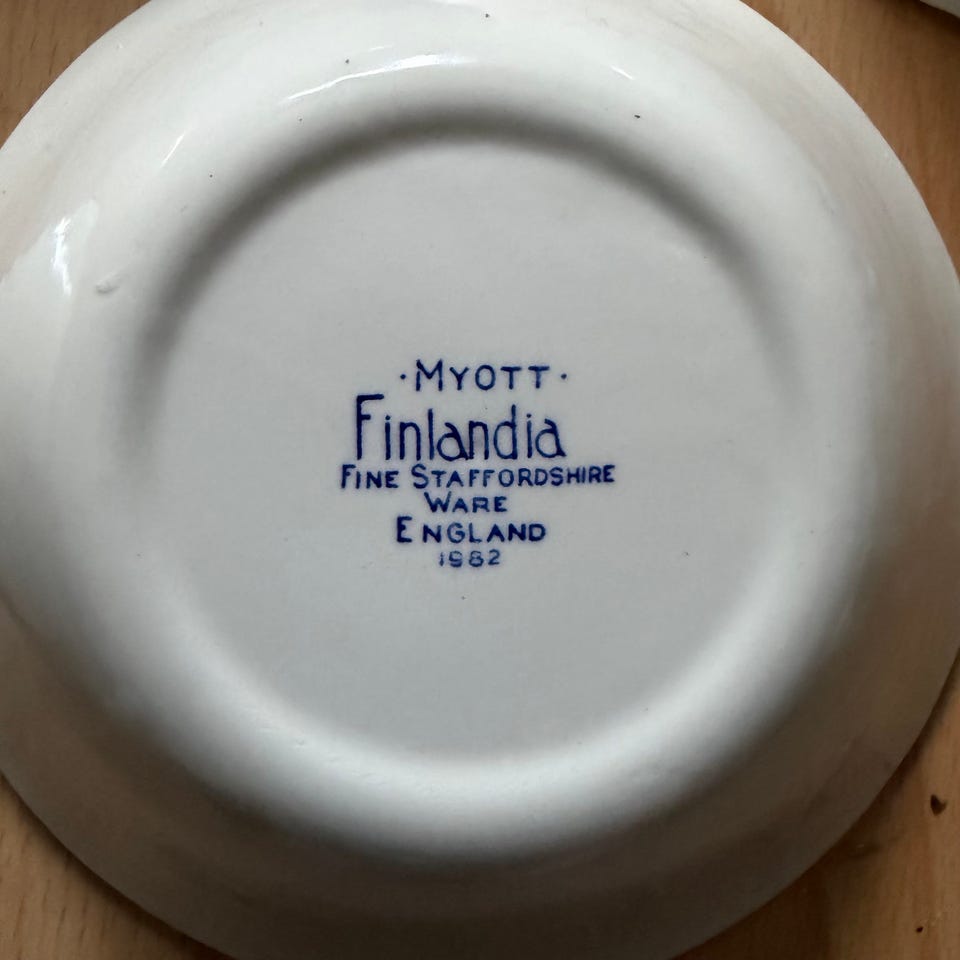 ·MYOTT·
Finlandia
FINE STAFFORDSHIRE
WARE
ENGLAND
1982